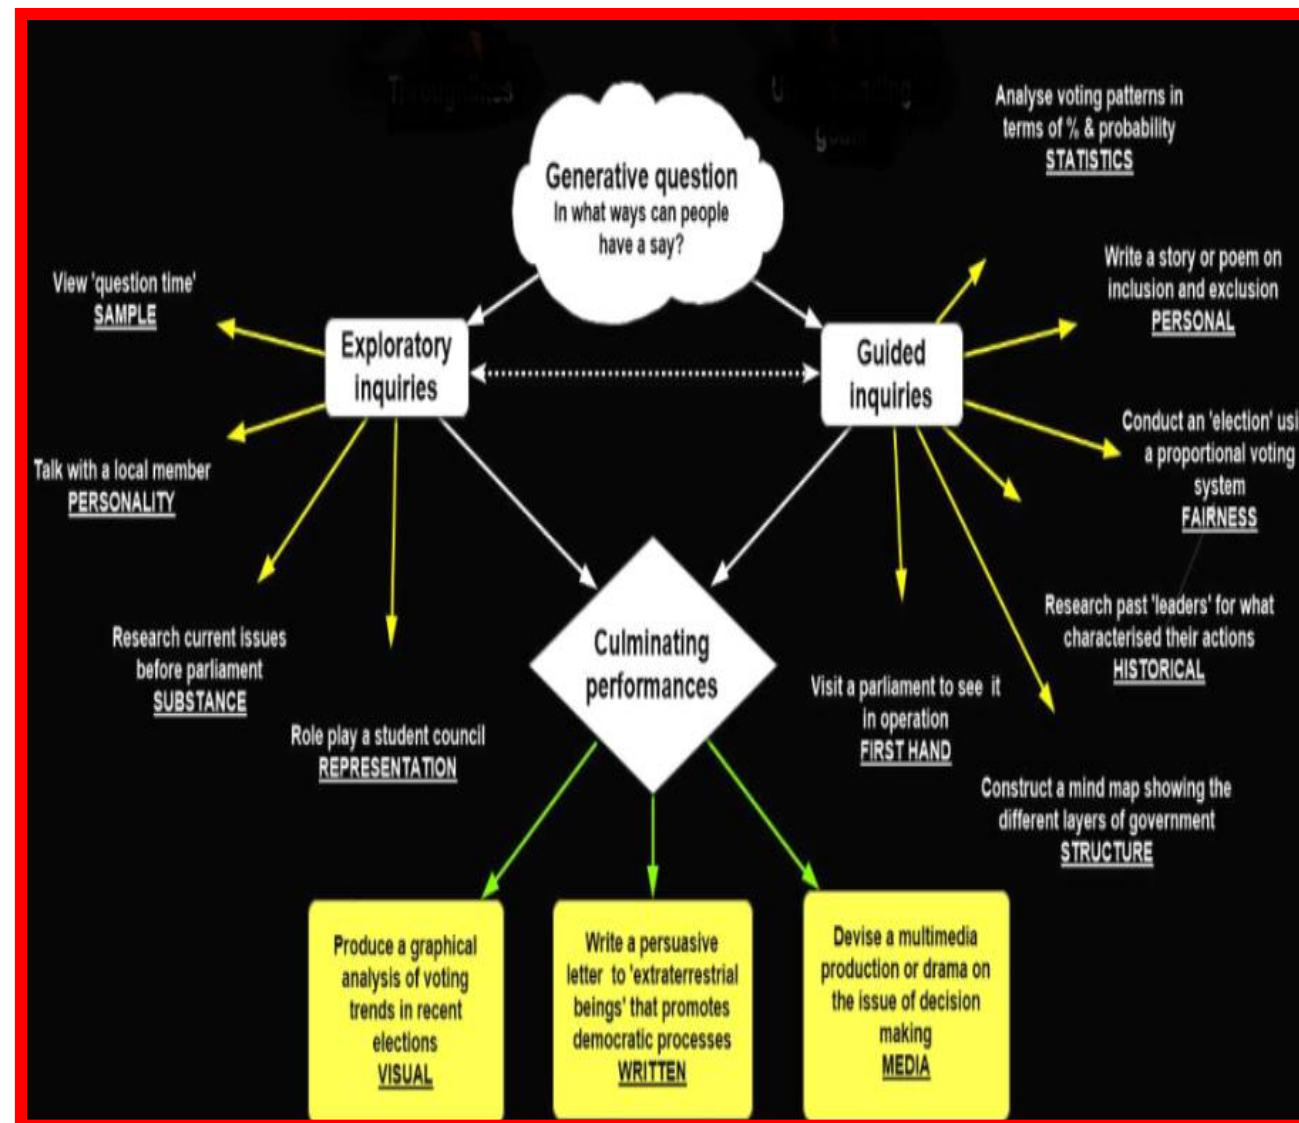 Throughlines
Generative question
In what ways can people
have a say?
Analyse voting patterns in
terms of % & probability
STATISTICS
View 'question time'
SAMPLE
Exploratory
inquiries
Guided
inquiries
Write a story or poem on
inclusion and exclusion
PERSONAL
Talk with a local member
PERSONALITY
Conduct an 'election' usi
a proportional voting
system
FAIRNESS
Research current issues
before parliament
SUBSTANCE
Role play a student council
REPRESENTATION
Culminating
performances
Research past 'leaders' for what
characterised their actions
HISTORICAL
Visit a parliament to see it
in operation
FIRST HAND
Construct a mind map showing the
different layers of government
STRUCTURE
Produce a graphical
analysis of voting
trends in recent
elections
VISUAL
Write a persuasive
letter to 'extraterrestrial
beings' that promotes
democratic processes
WRITTEN
Devise a multimedia
production or drama on
the issue of decision
making
MEDIA